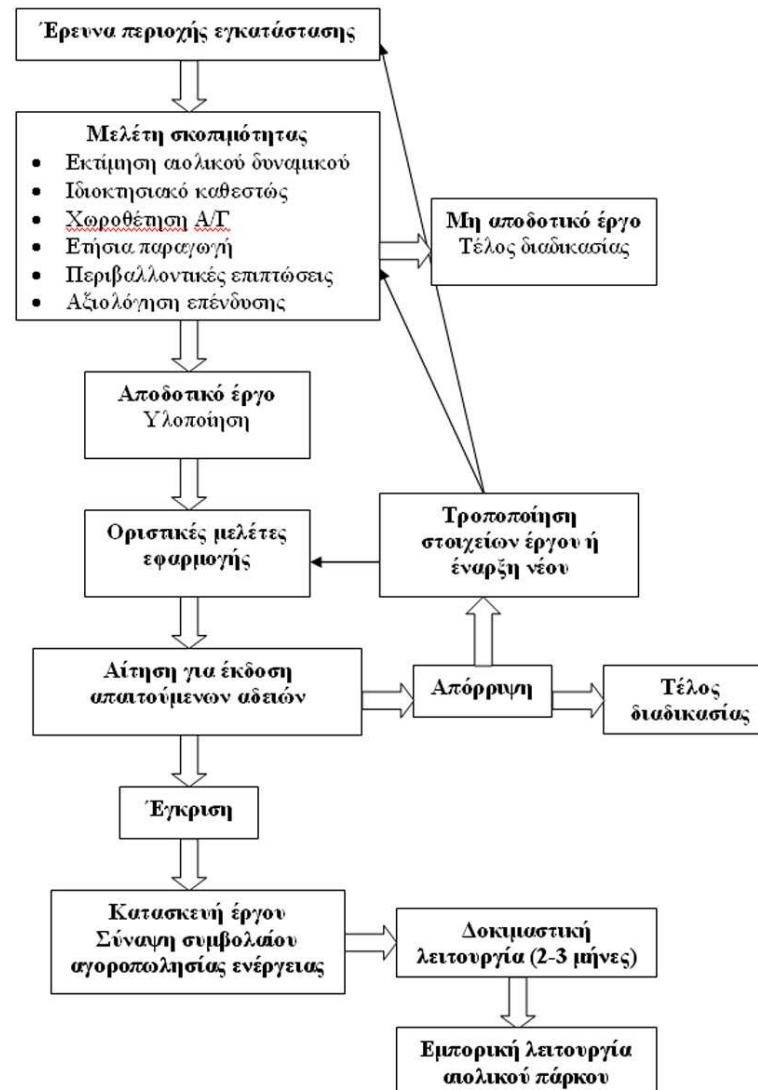 Έρευνα περιοχής εγκατάστασης
Μελέτη σκοπιμότητας
• Εκτίμηση αιολικού δυναμικού
• Ιδιοκτησιακό καθεστώς
• Χωροθέτηση Α/Γ
• Ετήσια παραγωγή
• Περιβαλλοντικές επιπτώσεις
• Αξιολόγηση επένδυσης
Μη αποδοτικό έργο
Τέλος διαδικασίας
Αποδοτικό έργο
Υλοποίηση
Οριστικές μελέτες
εφαρμογής
Τροποποίηση
στοιχείων έργου ή
έναρξη νέου
Αίτηση για έκδοση
απαιτούμενων αδειών
Απόρριψη
Τέλος
διαδικασίας
Έγκριση
Κατασκευή έργου
Σύναψη συμβολαίου
αγοροπωλησίας ενέργειας
Δοκιμαστική
λειτουργία (2-3 μήνες)
Εμπορική λειτουργία
αιολικού πάρκου